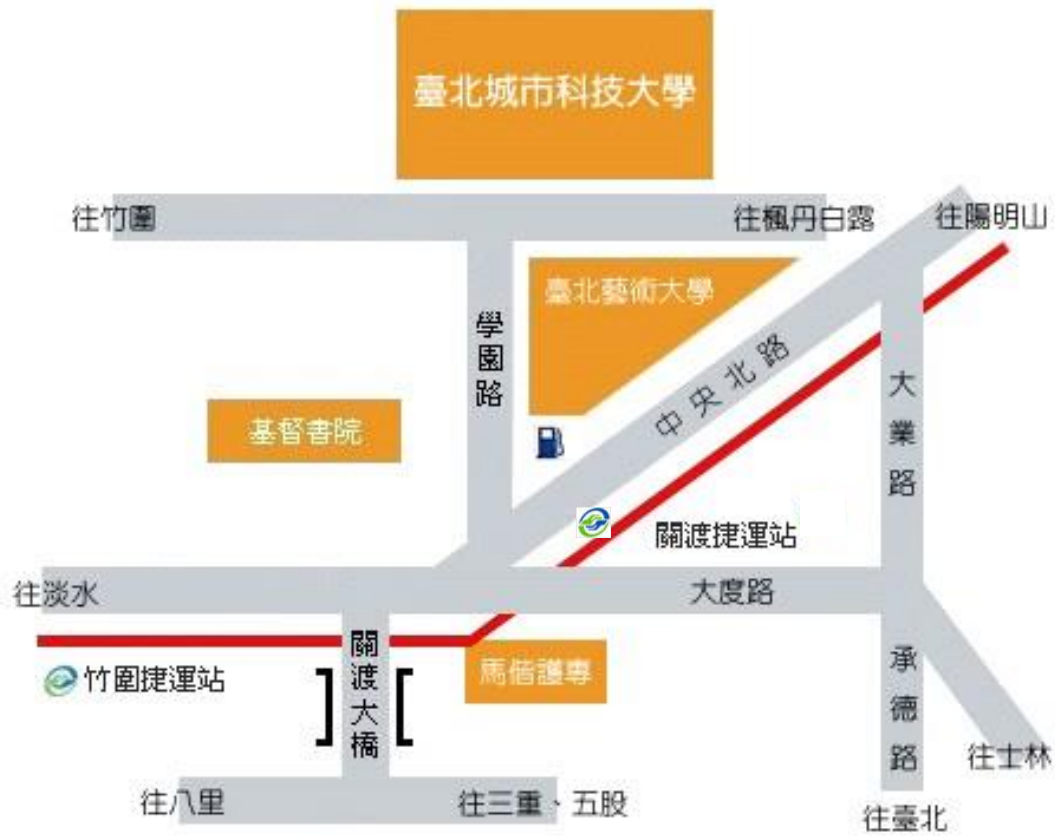 臺北城市科技大學
往竹圍
往楓丹白露
往陽明山
臺北藝術大學
學園路
中央北路
大業路
基督書院
關渡捷運站
往淡水
大度路
關渡大橋
馬偕護專
竹圍捷運站
承德路
往士林
往八里
往三重、五股
往臺北